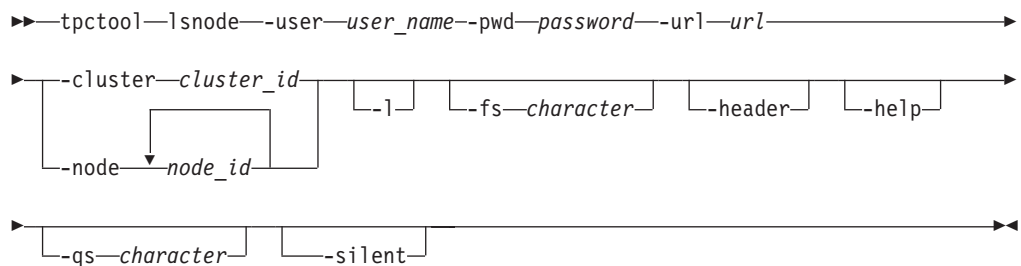 tpctool lsnode -user user_name -pwd password -url url
-cluster cluster_id
-l -fs character -header -help
-node node_id
-qs character -silent